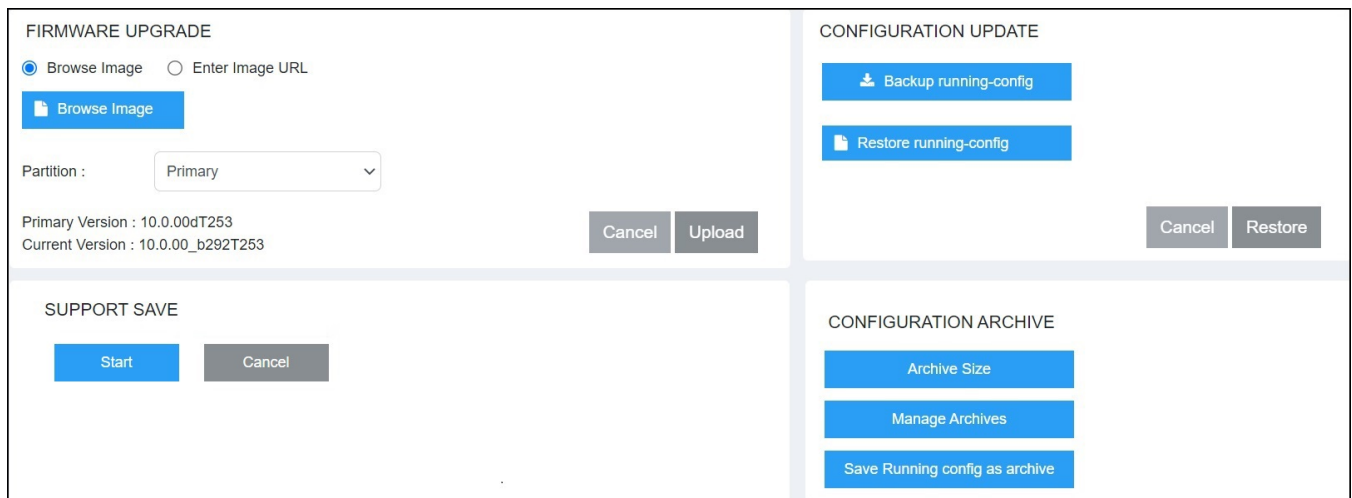 FIRMWARE UPGRADE
Browse Image Enter Image URL
Browse Image
Partition : Primary
Primary Version : 10.0.00dT253
Current Version : 10.0.00_b292T253
Cancel Upload
CONFIGURATION UPDATE
Backup running-config
Restore running-config
Cancel Restore
SUPPORT SAVE
Start Cancel
CONFIGURATION ARCHIVE
Archive Size
Manage Archives
Save Running config as archive